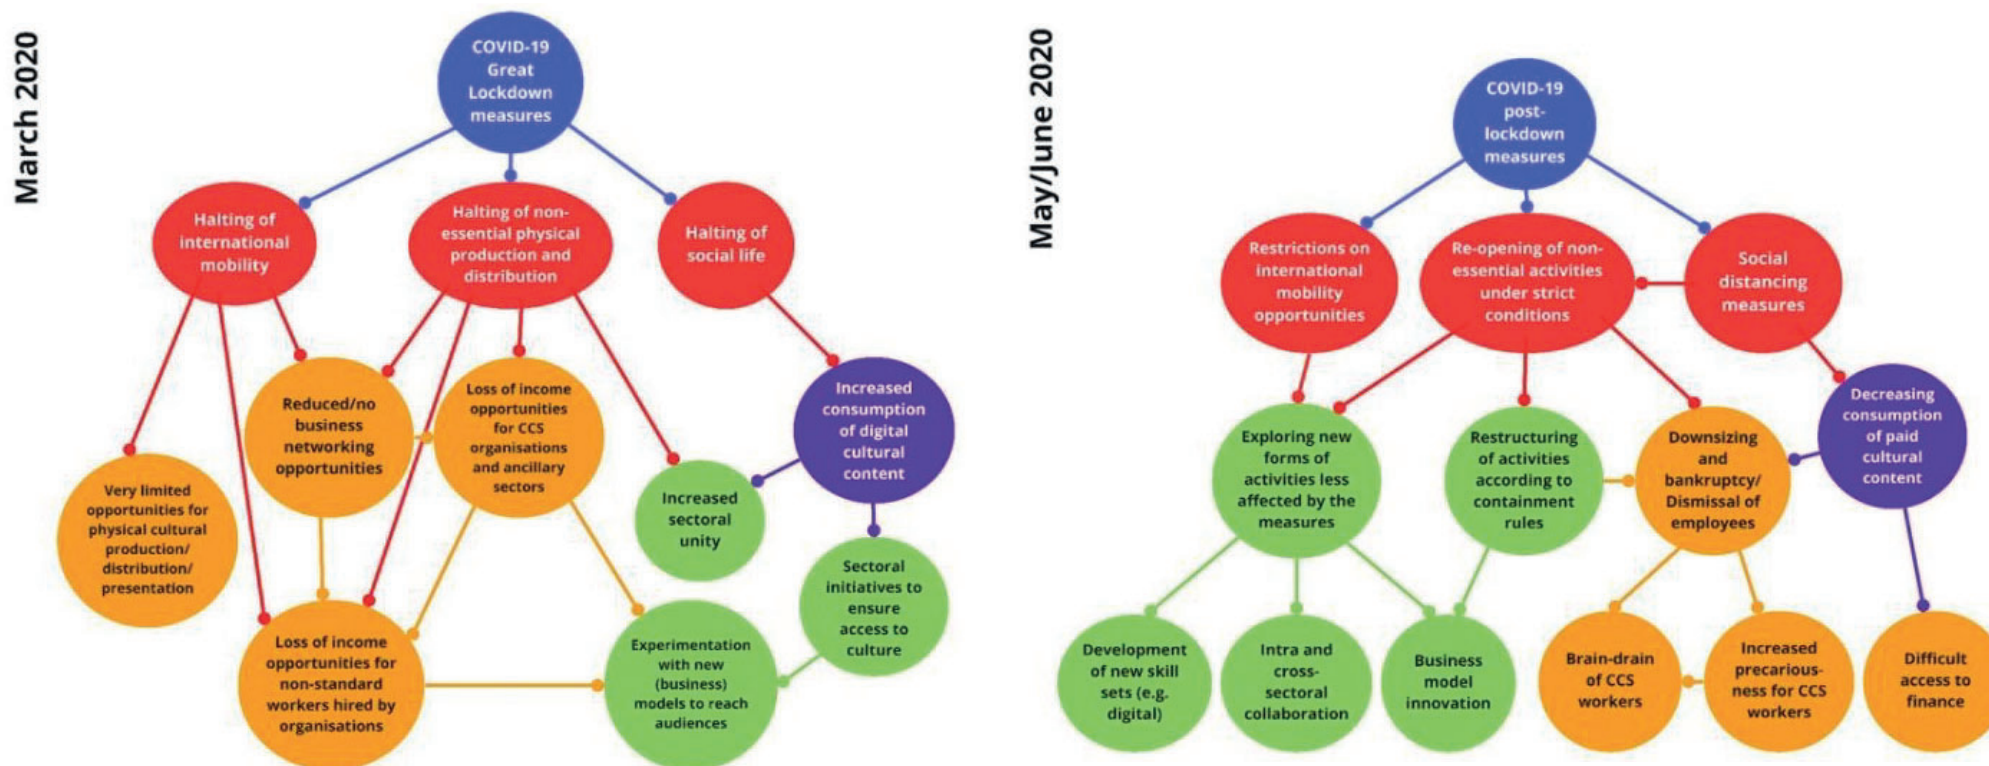 March 2020
COVID-19
Great
Lockdown
measures
Halting of
international
mobility
Halting of non-
essential physical
production and
distribution
Halting of
social life
Reduced/no
business
networking
opportunities
Loss of income
opportunities
for CCS
organisations
and ancillary
sectors
Increased
consumption
of digital
cultural
content
Very limited
opportunities for
physical cultural
production/
distribution/
presentation
Increased
sectoral
unity
Sectoral
initiatives to
ensure
access to
culture
Loss of income
opportunities for
non-standard
workers hired by
organisations
Experimentation
with new
(business)
models to reach
audiences
May/June 2020
COVID-19
post-
lockdown
measures
Restrictions on
international
mobility
opportunities
Re-opening of non-
essential activities
under strict
conditions
Social
distancing
measures
Exploring new
forms of
activities less
affected by the
measures
Restructuring
of activities
according to
containment
rules
Downsizing
and
bankruptcy/
Dismissal of
employees
Decreasing
consumption
of paid
cultural
content
Development
of new skill
sets (e.g.
digital)
Intra and
cross-
sectoral
collaboration
Business
model
innovation
Brain-drain
of CCS
workers
Increased
precarious-
ness for CCS
workers
Difficult
access to
finance